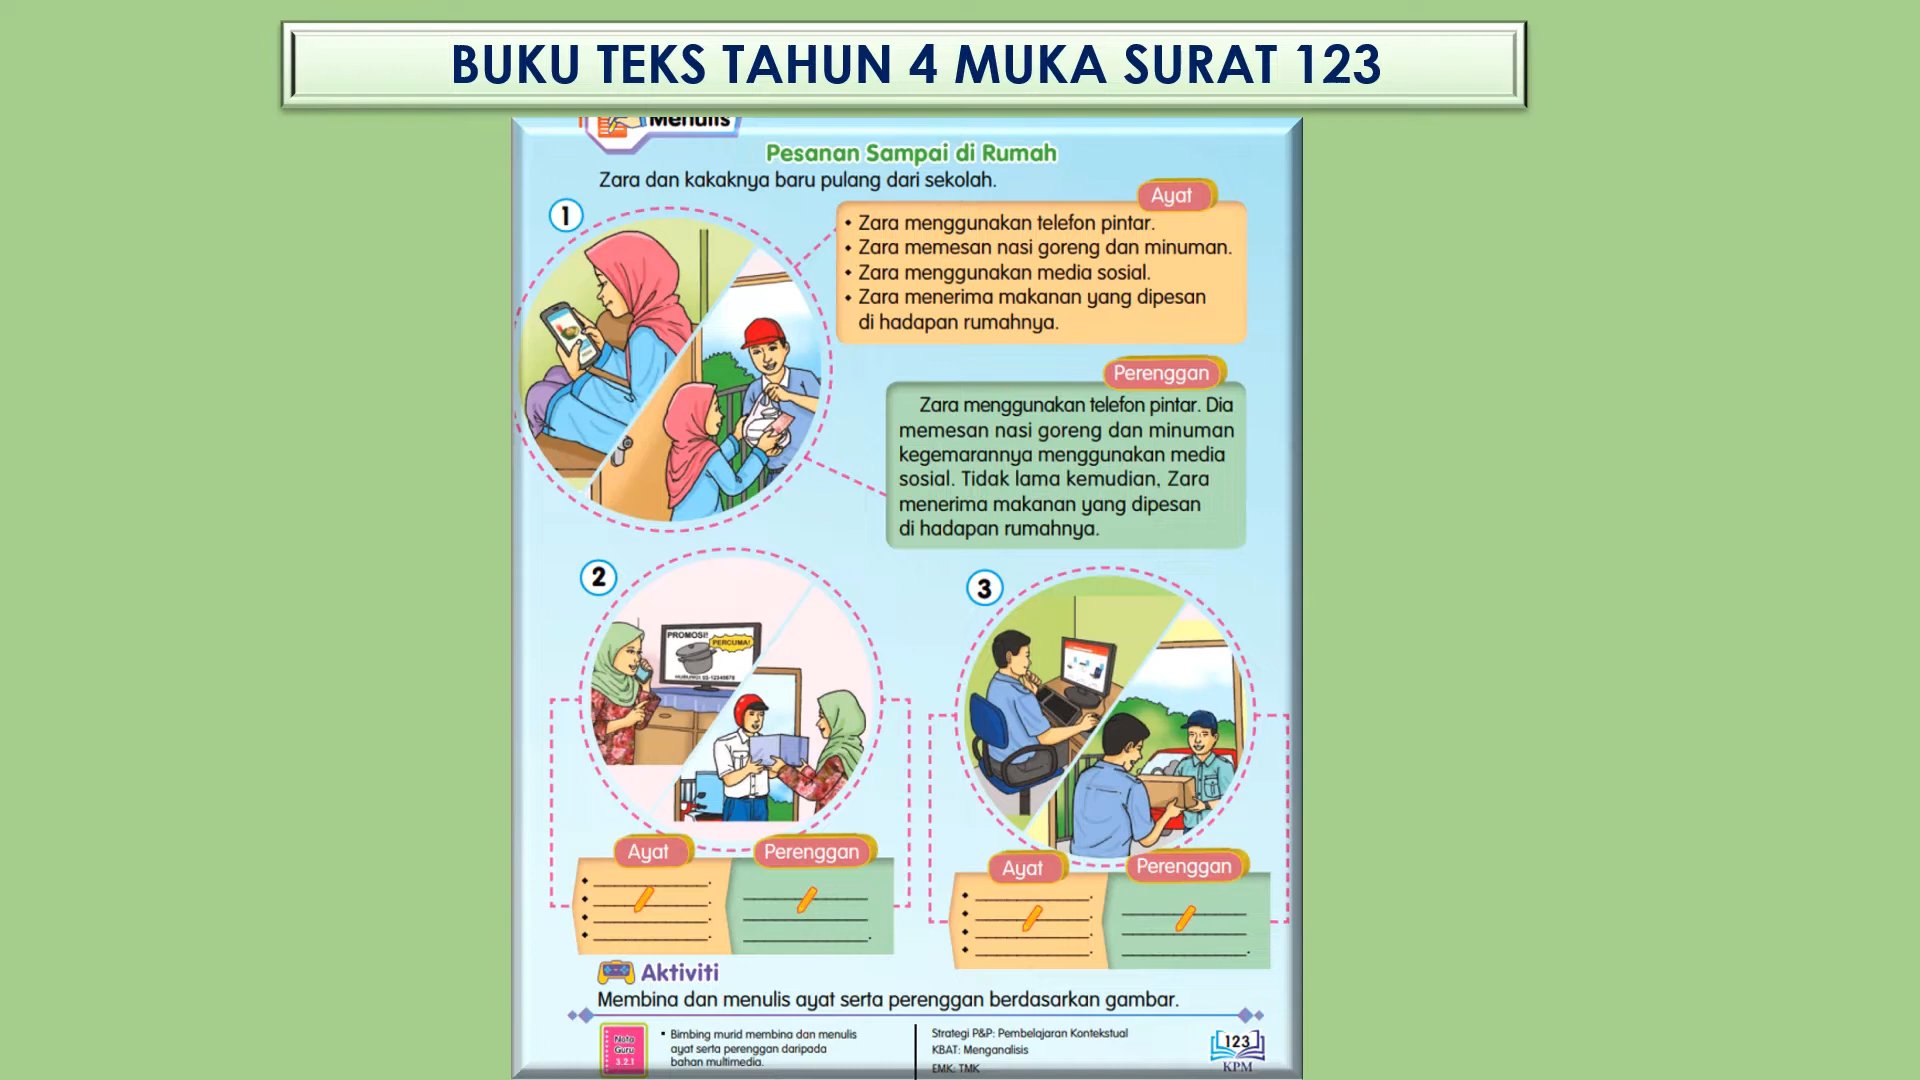 BUKU TEKS TAHUN 4 MUKA SURAT 123
Menulis
Pesanan Sampai di Rumah
Zara dan kakaknya baru pulang dari sekolah.
1
Ayat
• Zara menggunakan telefon pintar.
• Zara memesan nasi goreng dan minuman.
• Zara menggunakan media sosial.
• Zara menerima makanan yang dipesan
di hadapan rumahnya.
Perenggan
Zara menggunakan telefon pintar. Dia
memesan nasi goreng dan minuman
kegemarannya menggunakan media
sosial. Tidak lama kemudian, Zara
menerima makanan yang dipesan
di hadapan rumahnya.
2
PROMOSI!
PERCUMA!
HUBUNGI: 03-12345678
Ayat
Perenggan
3
Ayat
Perenggan
Aktiviti
Membina dan menulis ayat serta perenggan berdasarkan gambar.
Nota
Guru
3.2.1
• Bimbing murid membina dan menulis
ayat serta perenggan daripada
bahan multimedia.
Strategi P&P: Pembelajaran Kontekstual
KBAT: Menganalisis
EMK: TMK
123
KPM